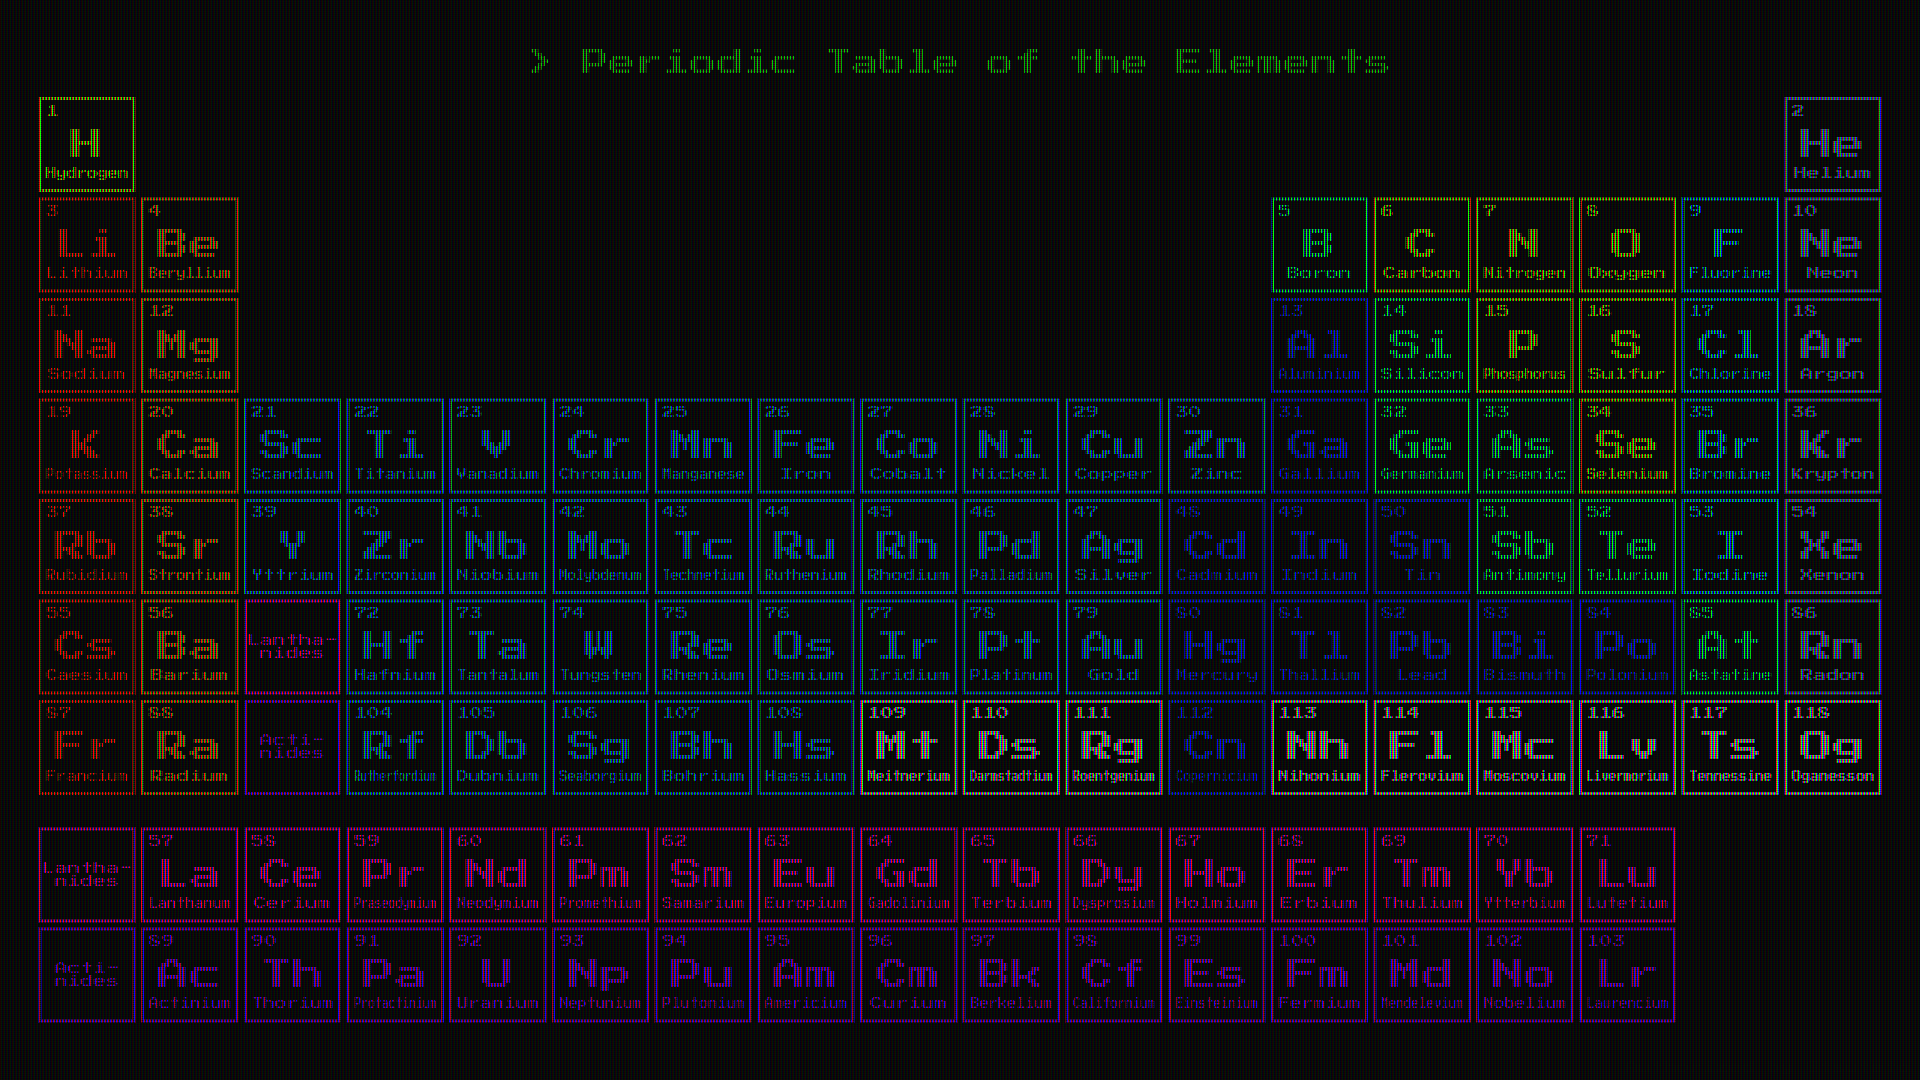 > Periodic Table of the Elements
1 2
H He
Hydrogen Helium
3 4 5 6 7 8 9 10
Li Be B C N O F Ne
Lithium Beryllium Boron Carbon Nitrogen Oxygen Fluorine Neon
11 12 13 14 15 16 17 18
Na Mg Al Si P S Cl Ar
Sodium Magnesium Aluminium Silicon Phosphorus Sulfur Chlorine Argon
19 20 21 22 23 24 25 26 27 28 29 30 31 32 33 34 35 36
K Ca Sc Ti V Cr Mn Fe Co Ni Cu Zn Ga Ge As Se Br Kr
Potassium Calcium Scandium Titanium Vanadium Chromium Manganese Iron Cobalt Nickel Copper Zinc Gallium Germanium Arsenic Selenium Bromine Krypton
37 38 39 40 41 42 43 44 45 46 47 48 49 50 51 52 53 54
Rb Sr Y Zr Nb Mo Tc Ru Rh Pd Ag Cd In Sn Sb Te I Xe
Rubidium Strontium Yttrium Zirconium Niobium Molybdenum Technetium Ruthenium Rhodium Palladium Silver Cadmium Indium Tin Antimony Tellurium Iodine Xenon
55 56 72 73 74 75 76 77 78 79 80 81 82 83 84 85 86
Cs Ba Lantha- Hf Ta W Re Os Ir Pt Au Hg Tl Pb Bi Po At Rn
nides
Caesium Barium Hafnium Tantalum Tungsten Rhenium Osmium Iridium Platinum Gold Mercury Thallium Lead Bismuth Polonium Astatine Radon
87 88 104 105 106 107 108 109 110 111 112 113 114 115 116 117 118
Fr Ra Acti- Rf Db Sg Bh Hs Mt Ds Rg Cn Nh Fl Mc Lv Ts Og
nides
Francium Radium Rutherfordium Dubnium Seaborgium Bohrium Hassium Meitnerium Darmstadtium Roentgenium Copernicium Nihonium Flerovium Moscovium Livermorium Tennessine Oganesson
57 58 59 60 61 62 63 64 65 66 67 68 69 70 71
Lantha- La Ce Pr Nd Pm Sm Eu Gd Tb Dy Ho Er Tm Yb Lu
nides
Lanthanum Cerium Praseodymium Neodymium Promethium Samarium Europium Gadolinium Terbium Dysprosium Holmium Erbium Thulium Ytterbium Lutetium
89 90 91 92 93 94 95 96 97 98 99 100 101 102 103
Acti- Ac Th Pa U Np Pu Am Cm Bk Cf Es Fm Md No Lr
nides
Actinium Thorium Protactinium Uranium Neptunium Plutonium Americium Curium Berkelium Californium Einsteinium Fermium Mendelevium Nobelium Laurencium